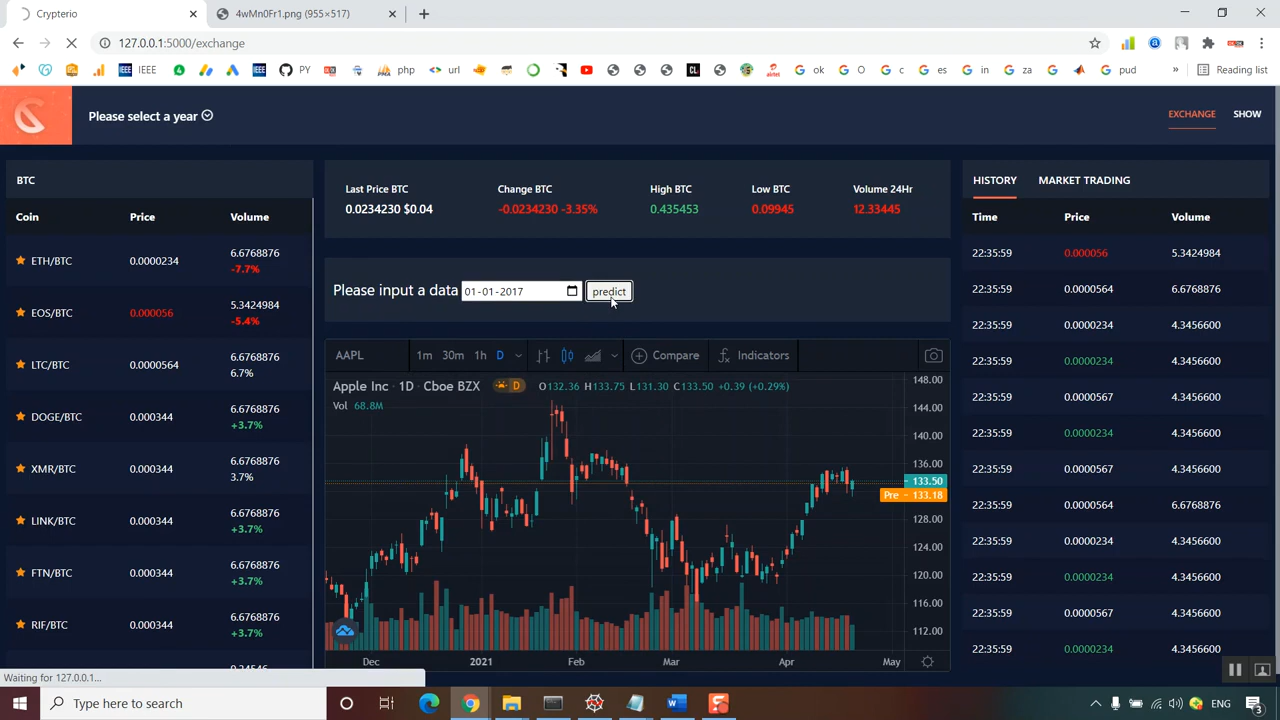 Crypterio
4wMn0Fr1.png (955×517)
127.0.0.1:5000/exchange
IEEE
IEEE
PY
php
url
ok
O
c
es
in
za
pud
Reading list
Please select a year
EXCHANGE
SHOW
BTC
Coin Price Volume
ETH/BTC 0.0000234 6.6768876
-7.7%
EOS/BTC 0.000056 5.3424984
-5.4%
LTC/BTC 0.0000564 6.6768876
6.7%
DOGE/BTC 0.000344 6.6768876
+3.7%
XMR/BTC 0.000344 6.6768876
3.7%
LINK/BTC 0.000344 6.6768876
+3.7%
FTN/BTC 0.000344 6.6768876
+3.7%
RIF/BTC 0.000344 6.6768876
+3.7%
Last Price BTC Change BTC High BTC Low BTC Volume 24Hr
0.0234230 $0.04 -0.0234230 -3.35% 0.435453 0.09945 12.33445
Please input a data 01-01-2017 predict
AAPL 1m 30m 1h D Compare Indicators
Apple Inc · 1D · Cboe BZX D O132.36 H133.75 L131.30 C133.50 +0.39 (+0.29%)
Vol 68.8M
148.00
144.00
140.00
136.00
133.50
Pre 133.18
128.00
124.00
120.00
116.00
112.00
Dec 2021 Feb Mar Apr May
HISTORY MARKET TRADING
Time Price Volume
22:35:59 0.000056 5.3424984
22:35:59 0.0000564 6.6768876
22:35:59 0.0000234 4.3456600
22:35:59 0.0000234 4.3456600
22:35:59 0.0000567 4.3456600
22:35:59 0.0000234 4.3456600
22:35:59 0.0000567 4.3456600
22:35:59 0.0000564 6.6768876
22:35:59 0.0000234 4.3456600
22:35:59 0.0000234 4.3456600
22:35:59 0.0000567 4.3456600
22:35:59 0.0000234 4.3456600
Waiting for 127.0.0.1...
Type here to search
ENG
3